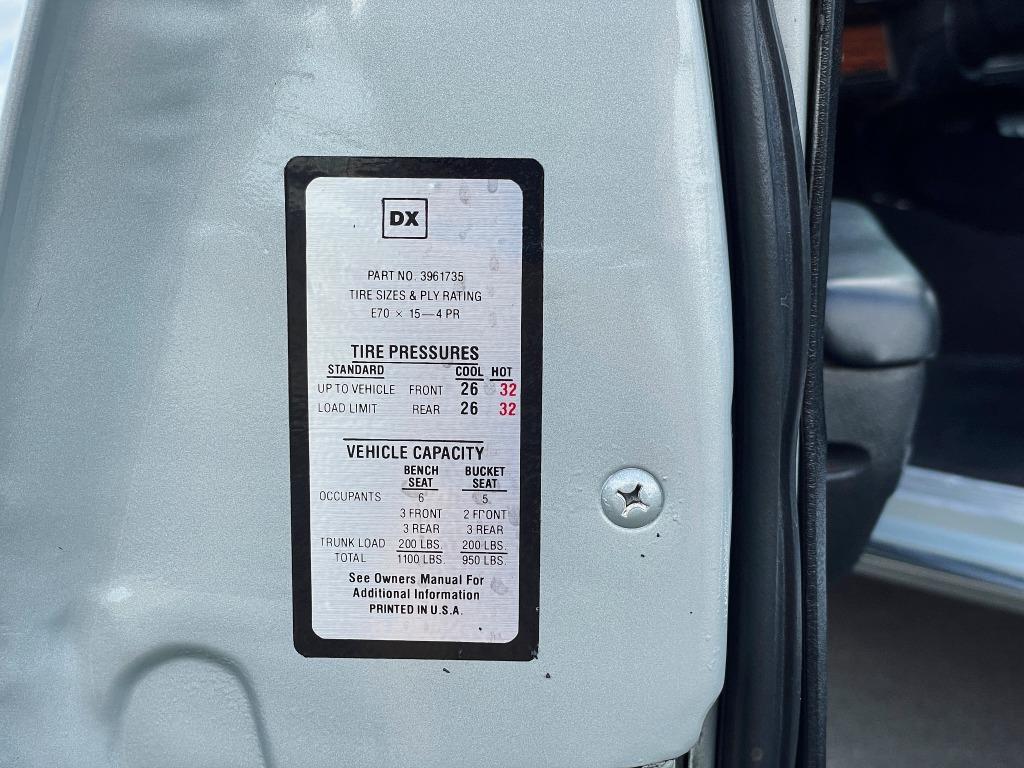 DX
PART NO. 3961735
TIRE SIZES & PLY RATING
E70 × 15—4 PR
TIRE PRESSURES
STANDARD COOL HOT
UP TO VEHICLE FRONT 26 32
LOAD LIMIT REAR 26 32
VEHICLE CAPACITY
BENCH SEAT BUCKET SEAT
OCCUPANTS 6 5
3 FRONT 2 FRONT
3 REAR 3 REAR
TRUNK LOAD 200 LBS. 200 LBS.
TOTAL 1100 LBS. 950 LBS.
See Owners Manual For
Additional Information
PRINTED IN U.S.A.